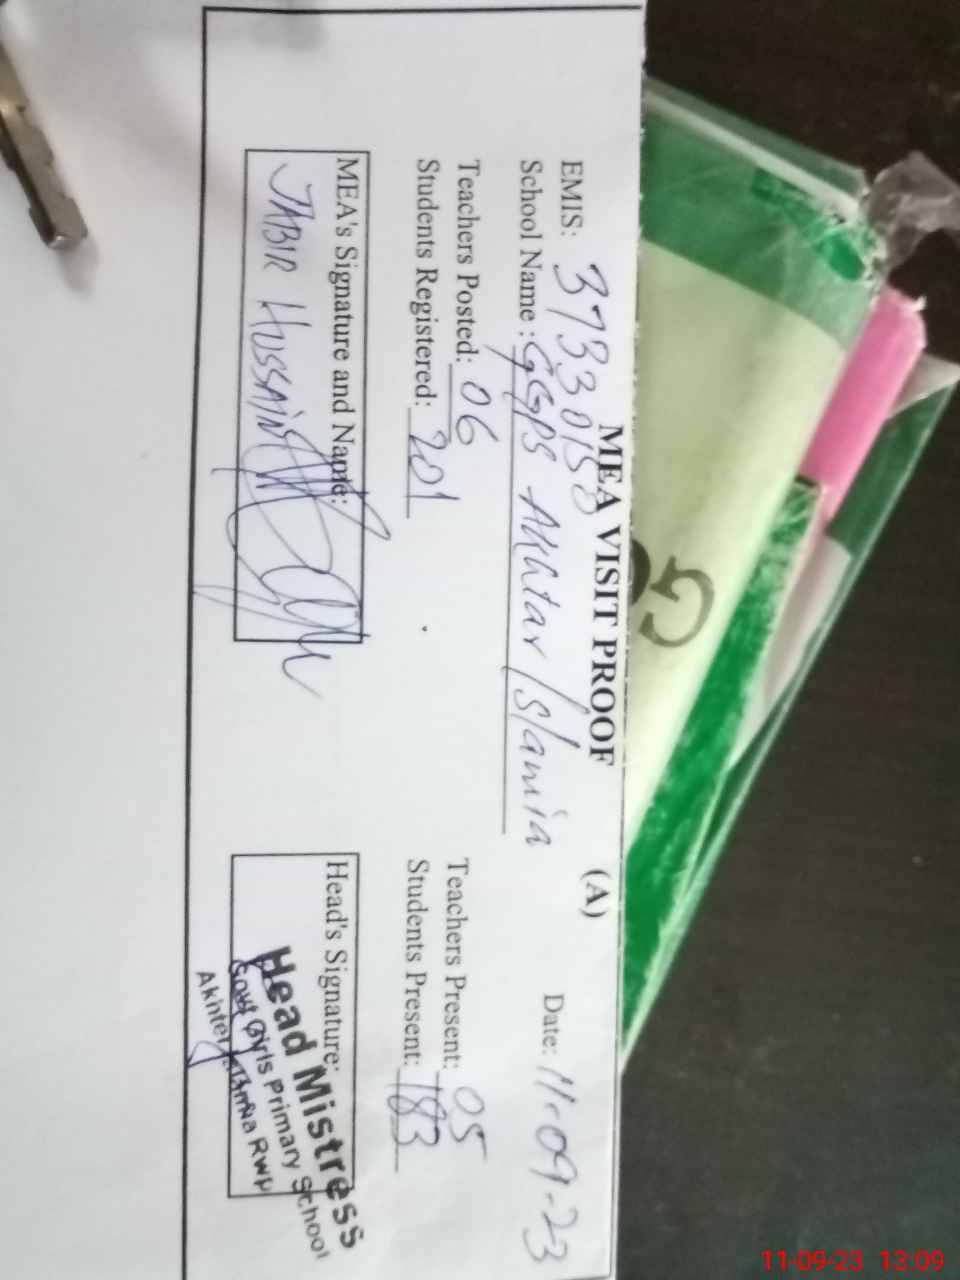 MEA VISIT PROOF (A)
EMIS: 37330158 Date: 11-09-23
School Name : GGPS Akhtar Islamia
Teachers Posted: 06 Teachers Present: 05
Students Registered: 201 Students Present: 183
MEA's Signature and Name: Head's Signature:
JABIR HUSSAIN
Head Mistress
Govt Girls Primary School
Rwp
G
11-09-23 13:09